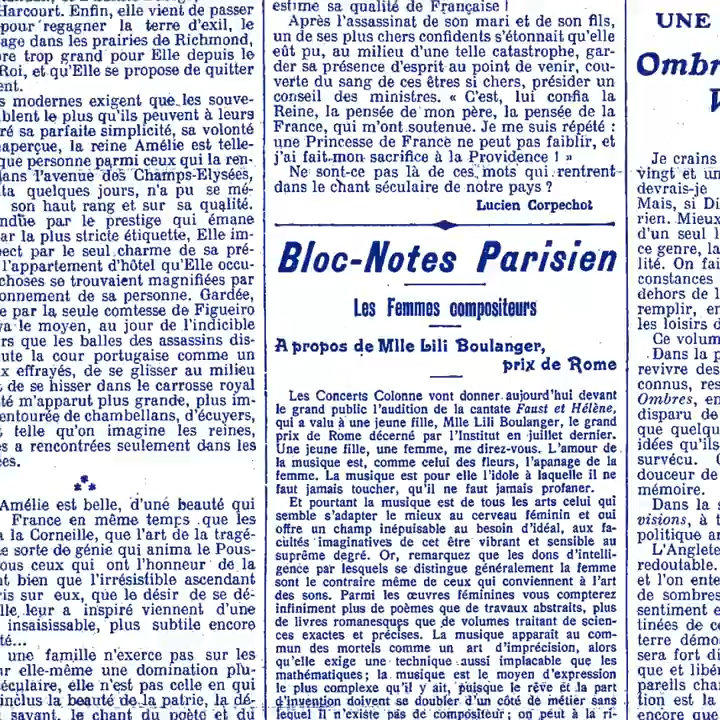 Harcourt. Enfin, elle vient de passer
pour regagner la terre d'exil, le
age dans les prairies de Richmond,
re trop grand pour Elle depuis le
Roi, et qu'Elle se propose de quitter
ent.
s modernes exigent que les souve-
blent le plus qu'ils peuvent à leurs
ré sa parfaite simplicité, sa volonté
aperçue, la reine Amélie est telle-
que personne parmi ceux qui la ren-
ans l'avenue des Champs-Elysées,
ta quelques jours, n'a pu se mé-
son haut rang et sur sa qualité.
ndue par le prestige qui émane
ar la plus stricte étiquette, Elle im-
ect par le seul charme de sa pré-
l'appartement d'hôtel qu'Elle occu-
choses se trouvaient magnifiées par
onnement de sa personne. Gardée,
e par la seule comtesse de Figueiro
va le moyen, au jour de l'indicible
rs que les balles des assassins dis-
ute la cour portugaise comme un
x effrayés, de se glisser au milieu
de se hisser dans le carrosse royal
té m'apparut plus grande, plus im-
entourée de chambellans, d'écuyers,
telle qu'on imagine les reines,
s a rencontrées seulement dans les
es.
Amélie est belle, d'une beauté qui
France en même temps que les
a la Corneille, que l'art de la tragé-
e sorte de génie qui anima le Pous-
ous ceux qui ont l'honneur de la
nt bien que l'irrésistible ascendant
ris sur eux, que le désir de se dé-
lle, leur a inspiré viennent d'une
insaisissable, plus subtile encore
té...
une famille n'exerce pas sur les
r elle-même une domination plu-
éculaire, elle n'est pas celle en qui
inclus la beauté de la patrie, la dé-
savant, le chant du poète et du
estime sa qualité de Française !
Après l'assassinat de son mari et de son fils,
un de ses plus chers confidents s'étonnait qu'elle
eût pu, au milieu d'une telle catastrophe, gar-
der sa présence d'esprit au point de venir, cou-
verte du sang de ces êtres si chers, présider un
conseil des ministres. « C'est, lui confia la
Reine, la pensée de mon père, la pensée de la
France, qui m'ont soutenue. Je me suis répété :
une Princesse de France ne peut pas faiblir, et
j'ai fait mon sacrifice à la Providence ! »
Ne sont-ce pas là de ces mots qui rentrent
dans le chant séculaire de notre pays ?
Lucien Corpechot
Bloc-Notes Parisien
Les Femmes compositeurs
A propos de Mlle Lili Boulanger,
prix de Rome
Les Concerts Colonne vont donner aujourd'hui devant
le grand public l'audition de la cantate Faust et Hélène,
qui a valu à une jeune fille, Mlle Lili Boulanger, le grand
prix de Rome décerné par l'Institut en juillet dernier.
Une jeune fille, une femme, me direz-vous. L'amour de
la musique est, comme celui des fleurs, l'apanage de la
femme. La musique est pour elle l'idole à laquelle il ne
faut jamais toucher, qu'il ne faut jamais profaner.
Et pourtant la musique est de tous les arts celui qui
semble s'adapter le mieux au cerveau féminin et oui
offre un champ inépuisable au besoin d'idéal, aux fa-
cultés imaginatives de cet être vibrant et sensible au
suprême degré. Or, remarquez que les dons d'intelli-
gence par lesquels se distingue généralement la femme
sont le contraire même de ceux qui conviennent à l'art
des sons. Parmi les œuvres féminines vous compterez
infiniment plus de poèmes que de travaux abstraits, plus
de livres romanesques que de volumes traitant de scien-
ces exactes et précises. La musique apparaît au com-
mun des mortels comme un art d'imprécision, alors
qu'elle exige une technique aussi implacable que les
mathématiques ; la musique est le moyen d'expression
le plus complexe qu'il y ait, puisque le rêve et la part
d'invention doivent se doubler d'un côté de métier sans
lequel il n'existe pas de compositeur ; on peut à la ri-
UNE
Ombr
V
Je crains
vingt et un
devrais-je
Mais, si Di
rien. Mieux
d'un seul l
ce genre, la
lité. On fai
constances
dehors de l
remplir, en
les loisirs d
Ce volum
Dans la p
revivre des
connus, res
Ombres, en
disparu de
que quelqu
idées qu'ils
survécu. C
douceur de
mémoire.
Dans la s
visions, à t
politique an
L'Anglete
redoutable.
et l'on ente
de sombres
sentiment e
tinées de ce
terre démo
sera fort di
que et libér
pareils chan
tion est la
encore que